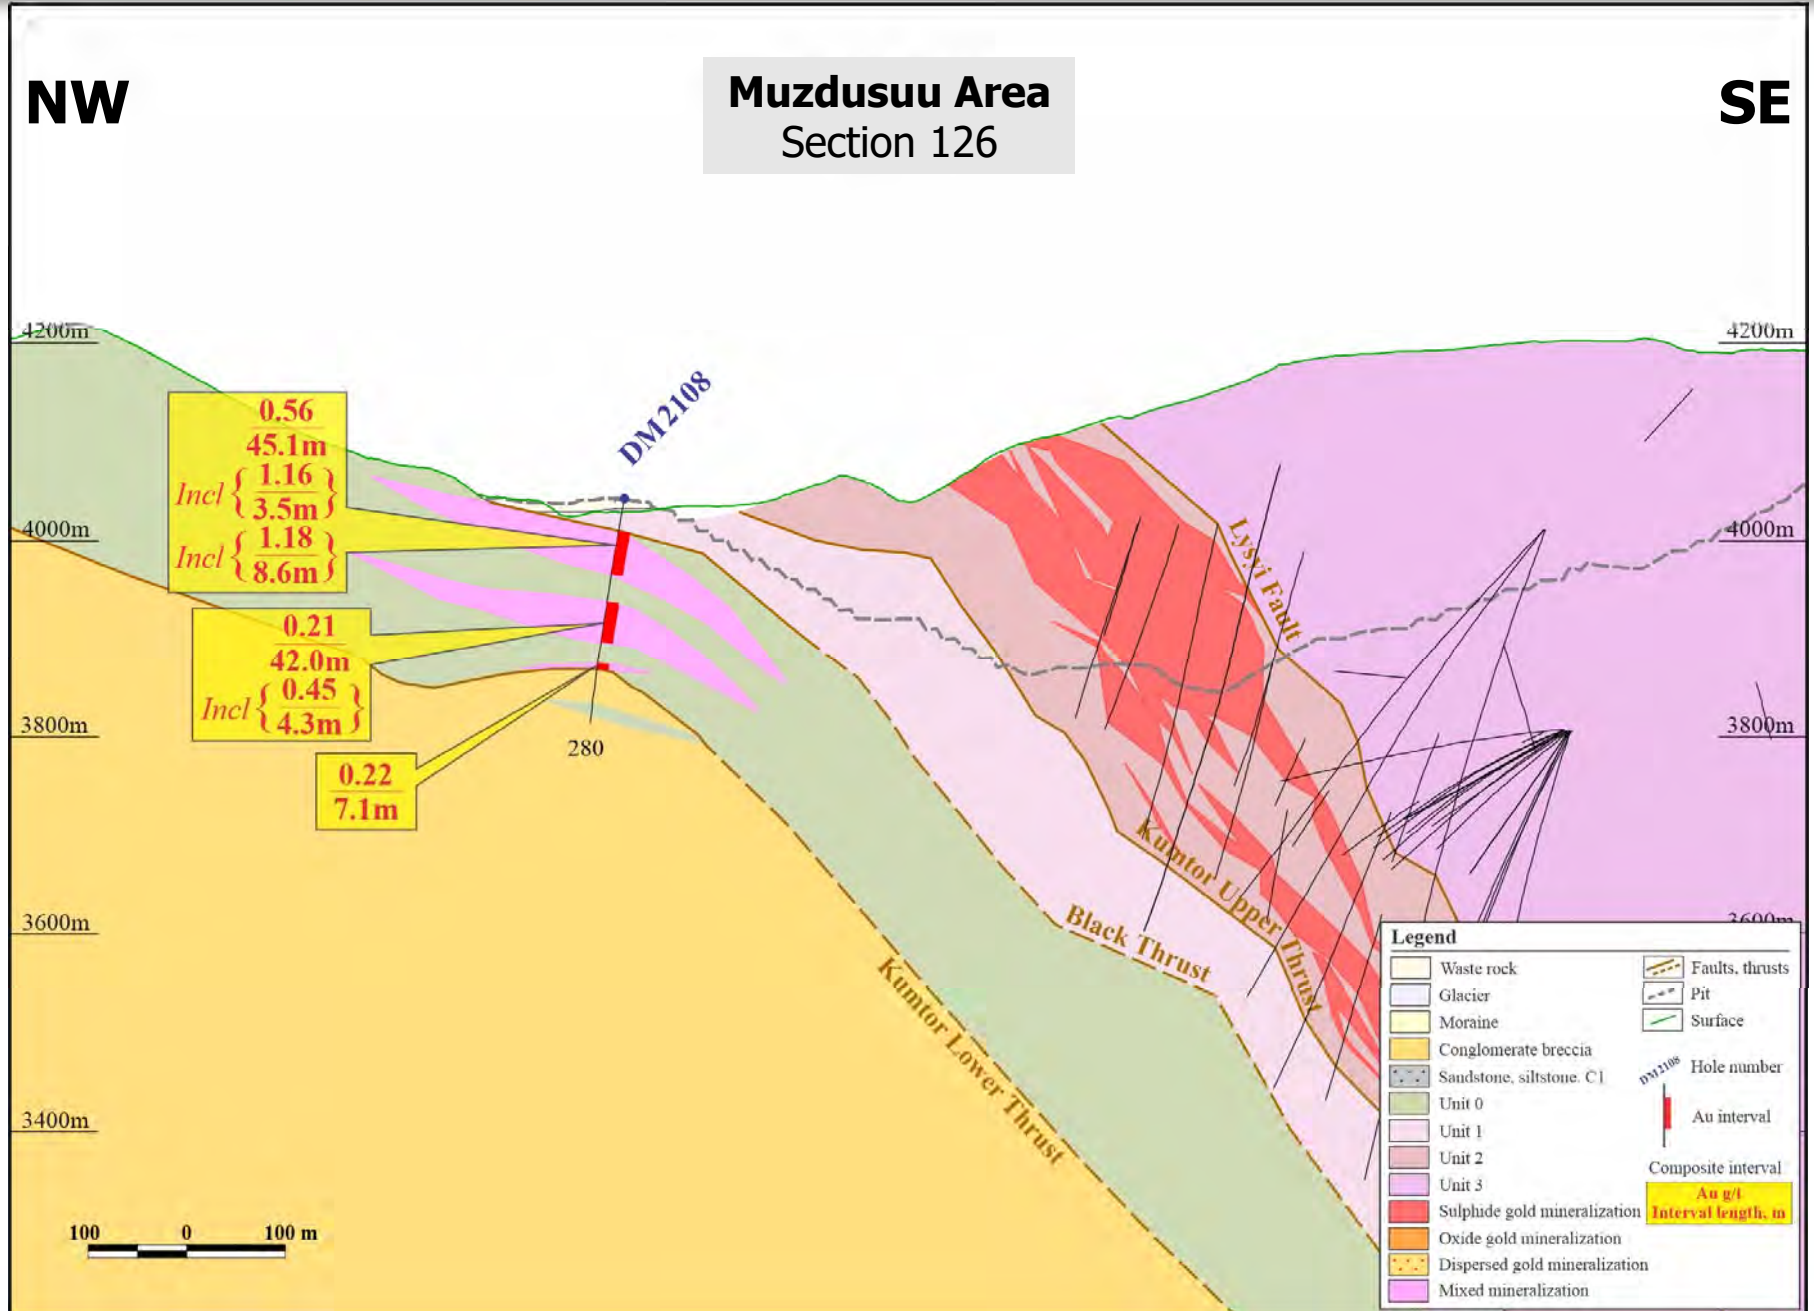 NW
Muzdusuu Area
Section 126
SE
4200m
4200m
DM2108
0.56
45.1m
Incl { 1.16
3.5m }
Incl { 1.18
8.6m }
4000m
4000m
Lysyi Fault
0.21
42.0m
Incl { 0.45
4.3m }
3800m
3800m
280
0.22
7.1m
Kumtor Upper Thrust
Black Thrust
Kumtor Lower Thrust
3600m
3600m
3400m
100 0 100 m
Legend
Waste rock
Glacier
Moraine
Conglomerate breccia
Sandstone, siltstone. C1
Unit 0
Unit 1
Unit 2
Unit 3
Sulphide gold mineralization
Oxide gold mineralization
Dispersed gold mineralization
Mixed mineralization
Faults, thrusts
Pit
Surface
DM2108
Hole number
Au interval
Composite interval
Au g/t
Interval length, m